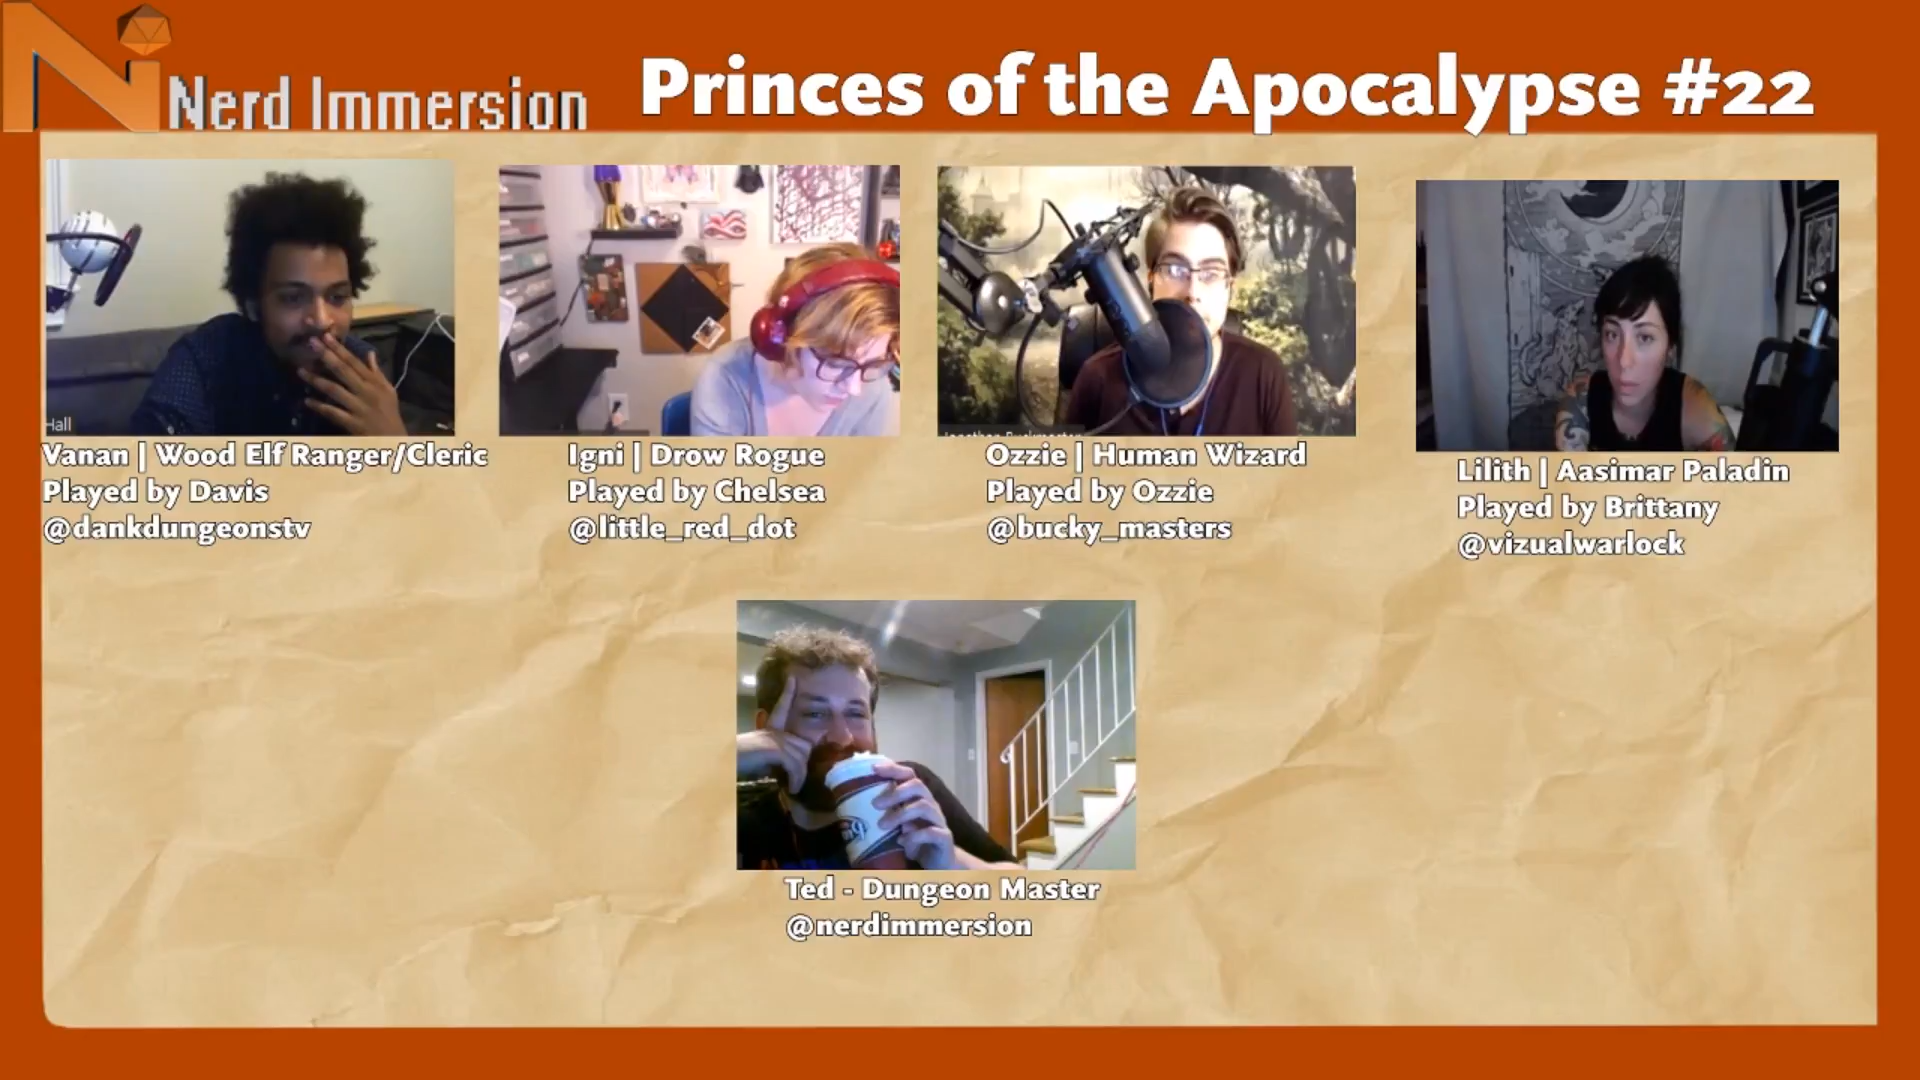 Nerd Immersion
Princes of the Apocalypse #22
Hall
Vanan | Wood Elf Ranger/Cleric
Played by Davis
@dankdungeonstv
Igni | Drow Rogue
Played by Chelsea
@little_red_dot
Ozzie | Human Wizard
Played by Ozzie
@bucky_masters
Lilith | Aasimar Paladin
Played by Brittany
@vizualwarlock
Ted - Dungeon Master
@nerdimmersion